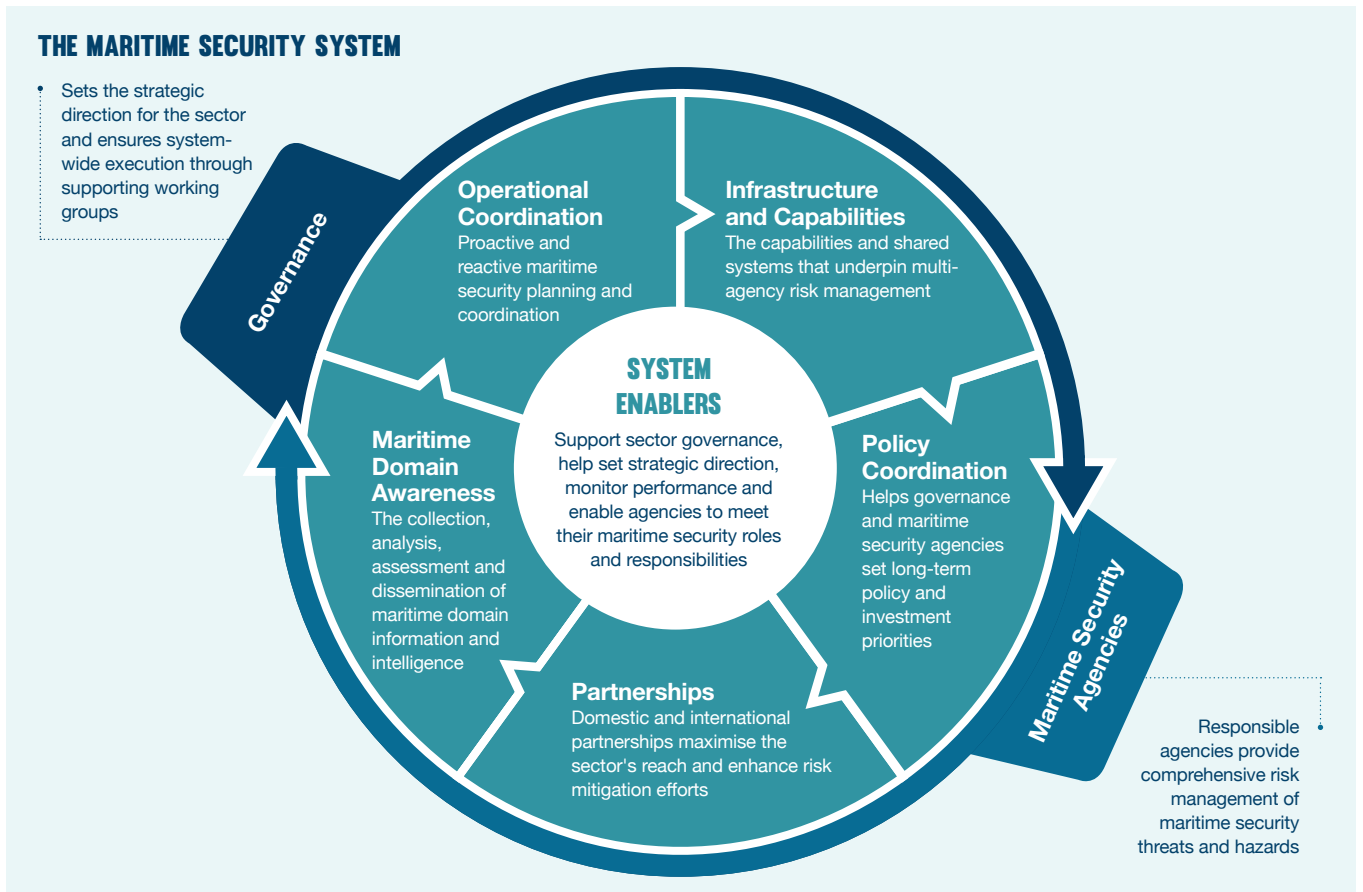 THE MARITIME SECURITY SYSTEM
Sets the strategic
direction for the sector
and ensures system-
wide execution through
supporting working
groups
Governance
Operational
Coordination
Proactive and
reactive maritime
security planning and
coordination
Infrastructure
and Capabilities
The capabilities and shared
systems that underpin multi-
agency risk management
SYSTEM
ENABLERS
Support sector governance,
help set strategic direction,
monitor performance and
enable agencies to meet
their maritime security roles
and responsibilities
Maritime
Domain
Awareness
The collection,
analysis,
assessment and
dissemination of
maritime domain
information and
intelligence
Policy
Coordination
Helps governance
and maritime
security agencies
set long-term
policy and
investment
priorities
Partnerships
Domestic and international
partnerships maximise the
sector's reach and enhance risk
mitigation efforts
Maritime Security
Agencies
Responsible
agencies provide
comprehensive risk
management of
maritime security
threats and hazards